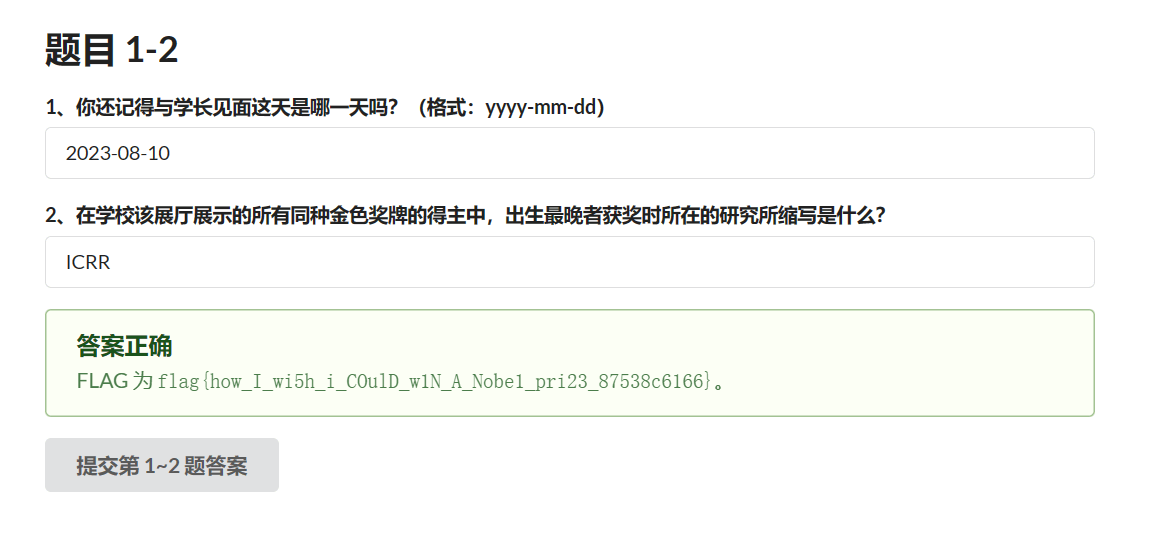 题目 1-2
1、你还记得与学长见面这天是哪一天吗？（格式：yyyy-mm-dd）
2023-08-10
2、在学校该展厅展示的所有同种金色奖牌的得主中，出生最晚者获奖时所在的研究所缩写是什么？
ICRR
答案正确
FLAG 为 flag{how_I_wi5h_i_COulD_w1N_A_Nobe1_pri23_87538c6166}。
提交第 1~2 题答案